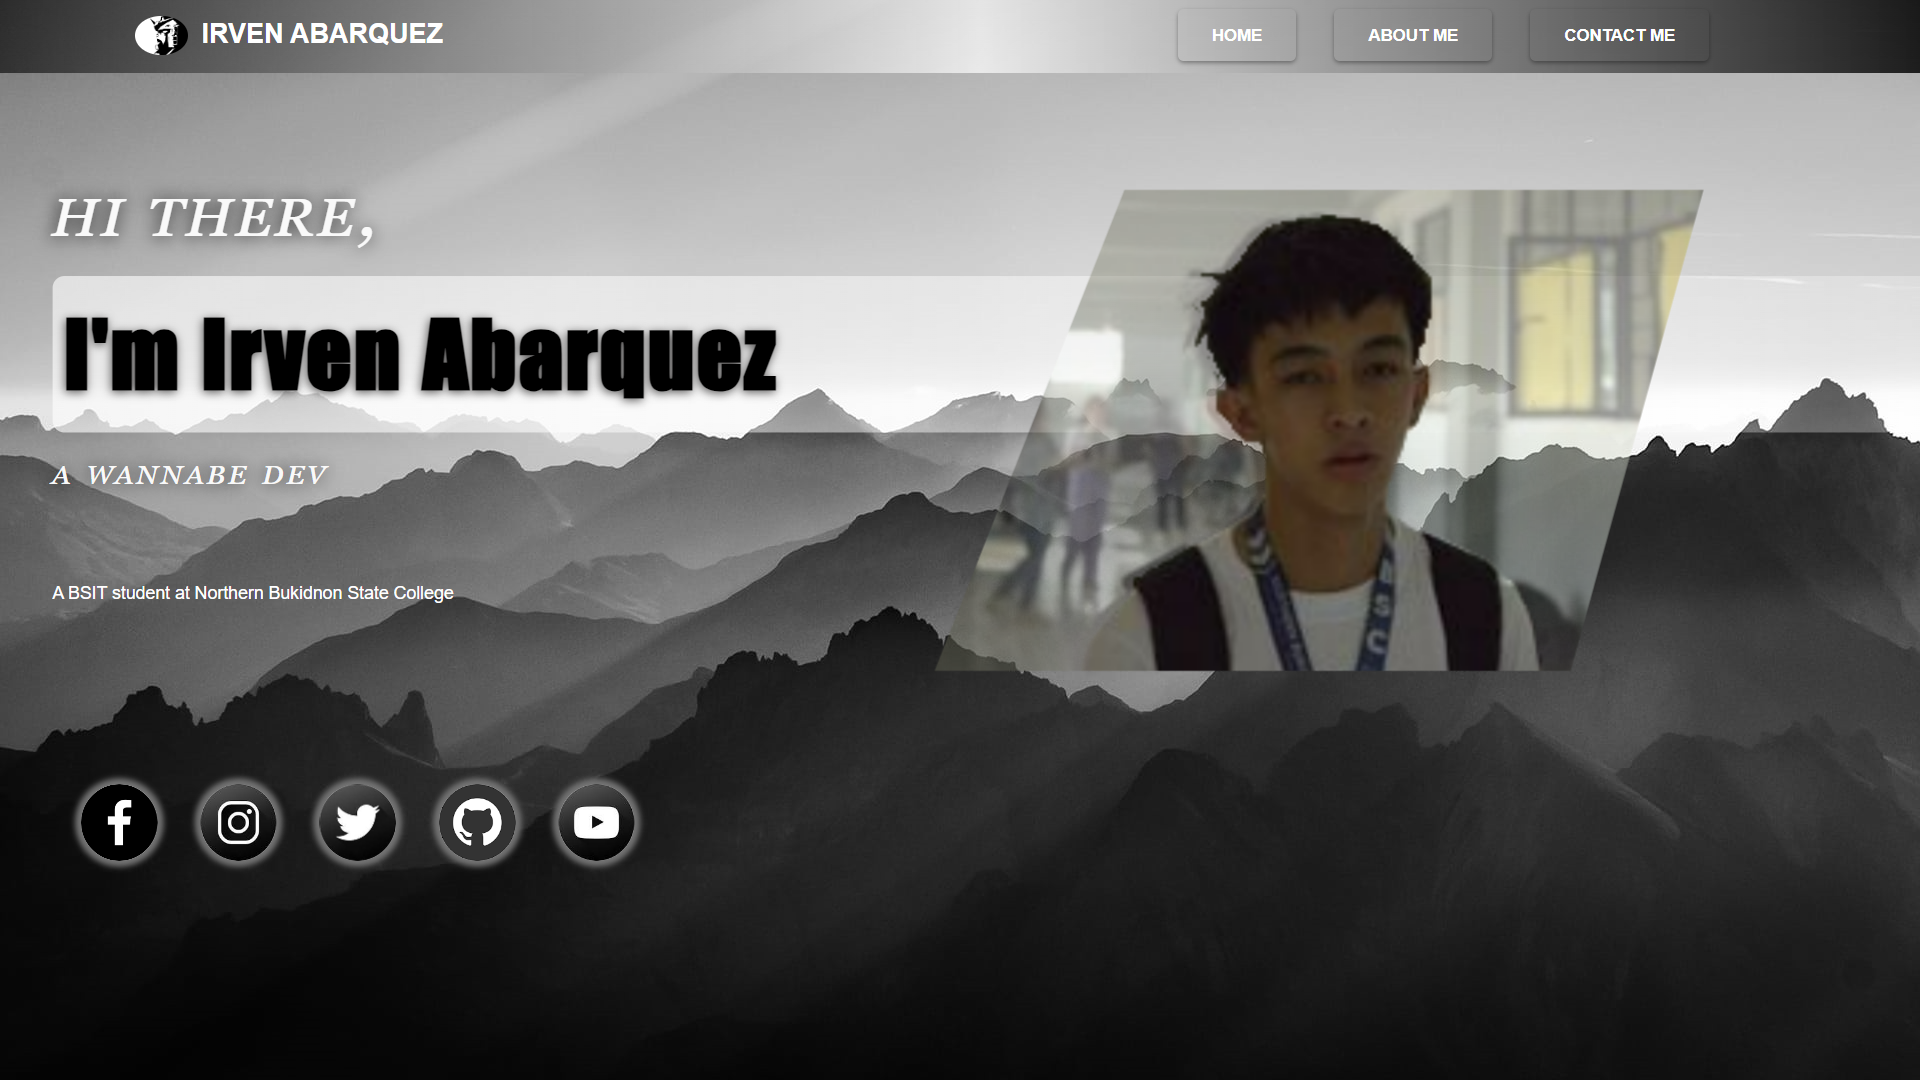 IRVEN ABARQUEZ
HOME
ABOUT ME
CONTACT ME
HI THERE,
I'm Irven Abarquez
A WANNABE DEV
A BSIT student at Northern Bukidnon State College
BSC